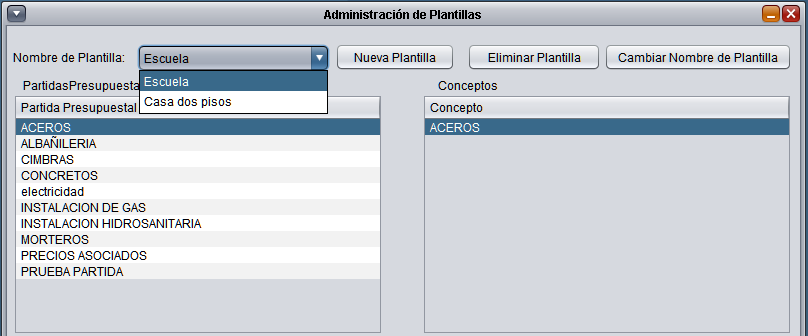 Administración de Plantillas
Nombre de Plantilla: Escuela Nueva Plantilla Eliminar Plantilla Cambiar Nombre de Plantilla
Escuela
Casa dos pisos
PartidasPresupuesta Conceptos
Partida Presupuestal Concepto
ACEROS ACEROS
ALBAÑILERIA
CIMBRAS
CONCRETOS
electricidad
INSTALACION DE GAS
INSTALACION HIDROSANITARIA
MORTEROS
PRECIOS ASOCIADOS
PRUEBA PARTIDA